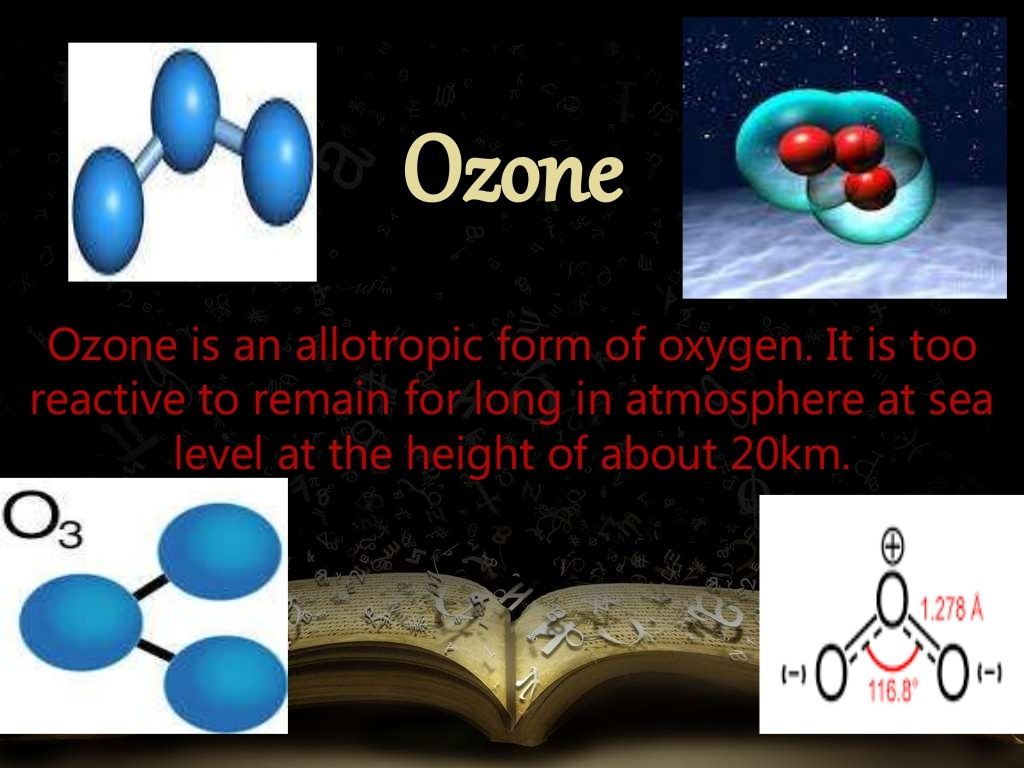 Ozone
Ozone is an allotropic form of oxygen. It is too
reactive to remain for long in atmosphere at sea
level at the height of about 20km.
O3
⊕
O
1.278 Å
(-) O O (-)
116.8°